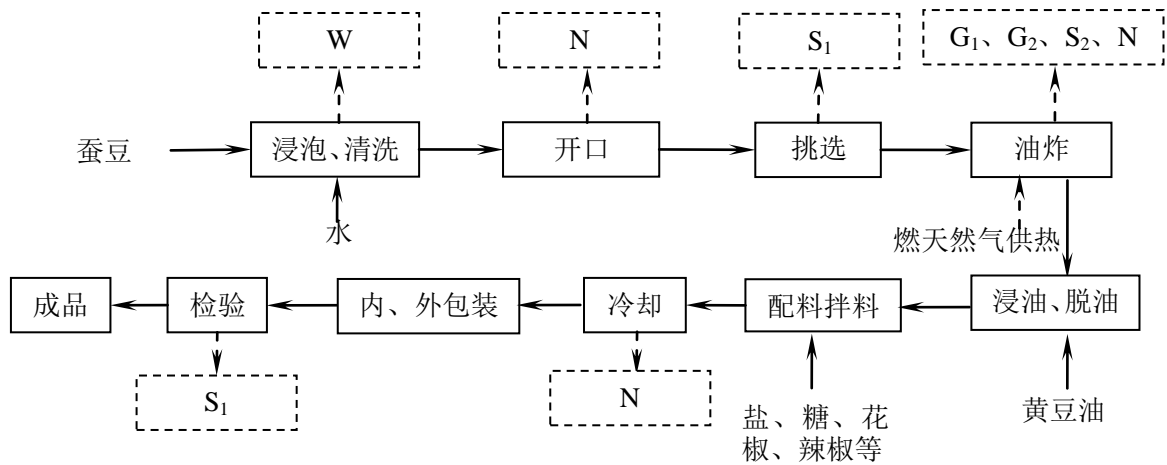 W
N
S₁
G₁、G₂、S₂、N
蚕豆
浸泡、清洗
开口
挑选
油炸
水
燃天然气供热
成品
检验
内、外包装
冷却
配料拌料
浸油、脱油
S₁
N
盐、糖、花
椒、辣椒等
黄豆油